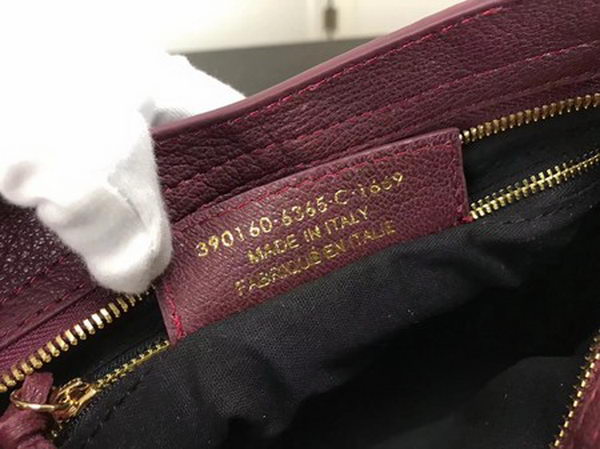 390160-6365-C-1669
MADE IN ITALY
FABRIQUE EN ITALIE